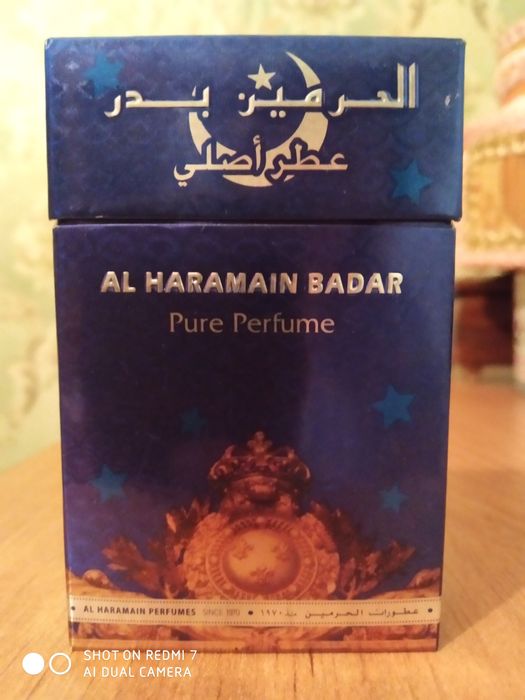 الحرمين بدر
عطر أصلي
AL HARAMAIN BADAR
Pure Perfume
AL HARAMAIN PERFUMES SINCE 1970 • عطورات الحرمين منذ ١٩٧٠
SHOT ON REDMI 7
AI DUAL CAMERA